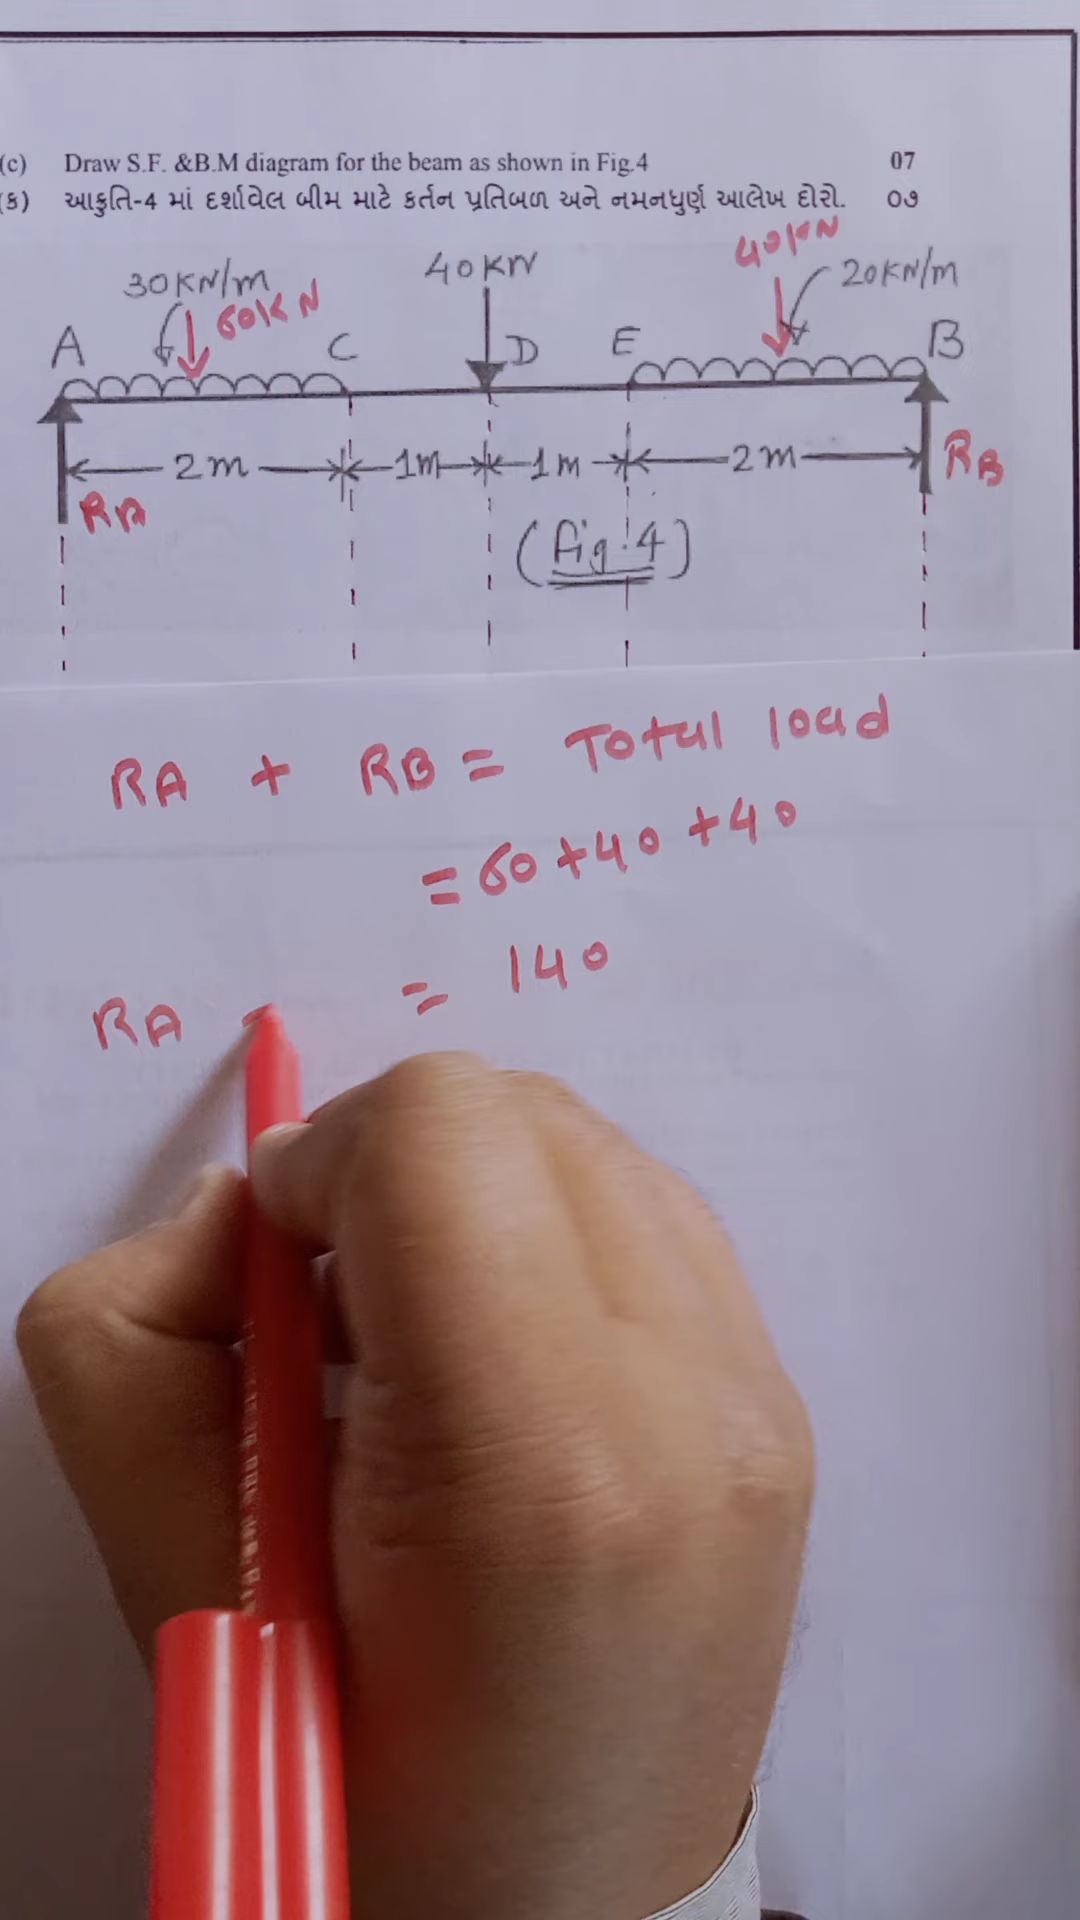 (c) Draw S.F. &B.M diagram for the beam as shown in Fig.4 07
(ક) આકૃતિ-4 માં દર્શાવેલ બીમ માટે કર્તન પ્રતિબળ અને નમનઘુર્ણ આલેખ દોરો. ૦૭
30KN/m 60KN 40KN 40KN 20KN/m
A C D E B
2m 1m 1m 2m
RA RB
(fig.4)
RA + RB = Total load
= 60 + 40 + 40
= 140
RA